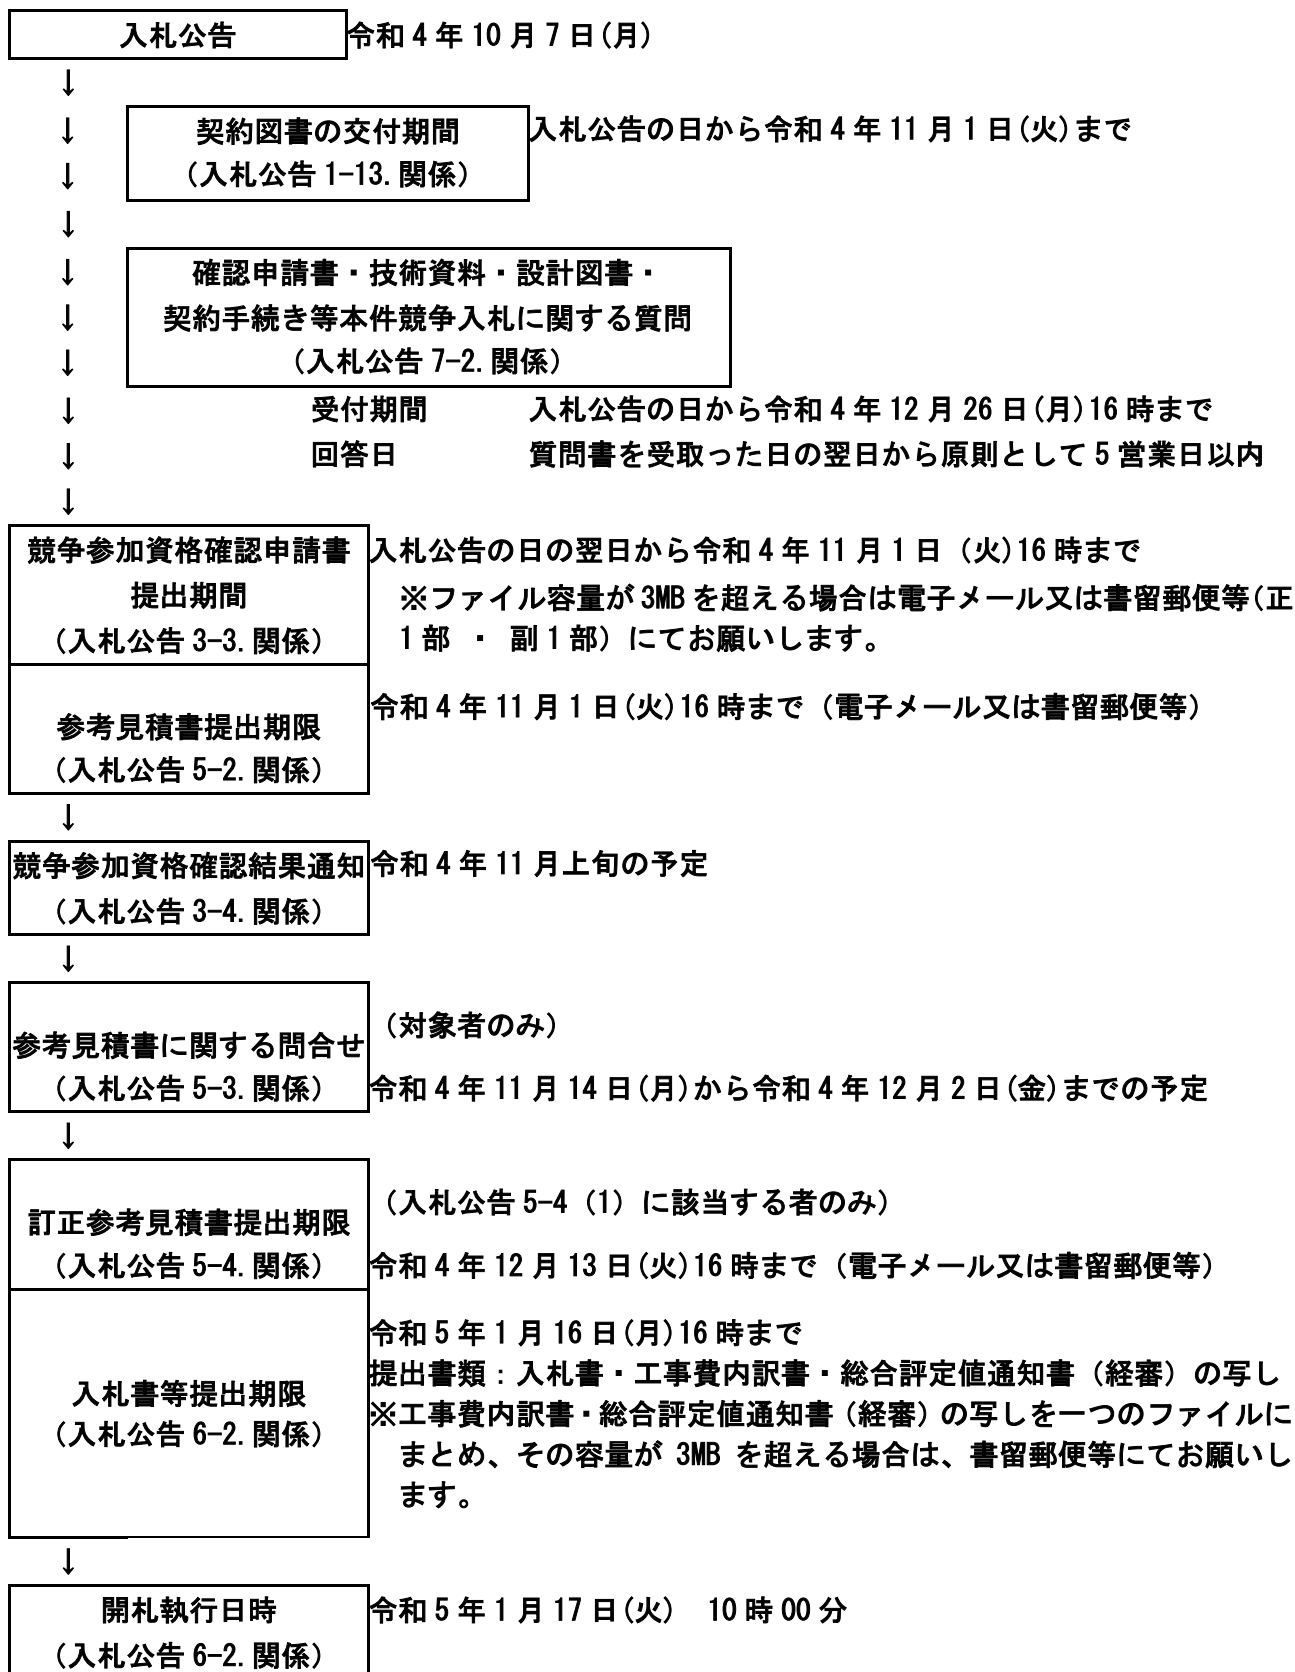 入札公告 令和4年10月7日(月)
↓
↓ 契約図書の交付期間 入札公告の日から令和4年11月1日(火)まで
↓ (入札公告1-13.関係)
↓
↓ 確認申請書・技術資料・設計図書・
↓ 契約手続き等本件競争入札に関する質問
↓ (入札公告7-2.関係)
↓ 受付期間 入札公告の日から令和4年12月26日(月)16時まで
↓ 回答日 質問書を受取った日の翌日から原則として5営業日以内
↓
競争参加資格確認申請書 入札公告の日の翌日から令和4年11月1日(火)16時まで
提出期間 ※ファイル容量が3MBを超える場合は電子メール又は書留郵便等(正
(入札公告3-3.関係) 1部 ・ 副1部)にてお願いします。
令和4年11月1日(火)16時まで(電子メール又は書留郵便等)
参考見積書提出期限
(入札公告5-2.関係)
↓
競争参加資格確認結果通知 令和4年11月上旬の予定
(入札公告3-4.関係)
↓
(対象者のみ)
参考見積書に関する問合せ
(入札公告5-3.関係) 令和4年11月14日(月)から令和4年12月2日(金)までの予定
↓
(入札公告5-4(1)に該当する者のみ)
訂正参考見積書提出期限
(入札公告5-4.関係) 令和4年12月13日(火)16時まで(電子メール又は書留郵便等)
令和5年1月16日(月)16時まで
提出書類:入札書・工事費内訳書・総合評定値通知書(経審)の写し
入札書等提出期限 ※工事費内訳書・総合評定値通知書(経審)の写しを一つのファイルに
(入札公告6-2.関係) まとめ、その容量が 3MB を超える場合は、書留郵便等にてお願いし
ます。
↓
開札執行日時 令和5年1月17日(火) 10時00分
(入札公告6-2.関係)